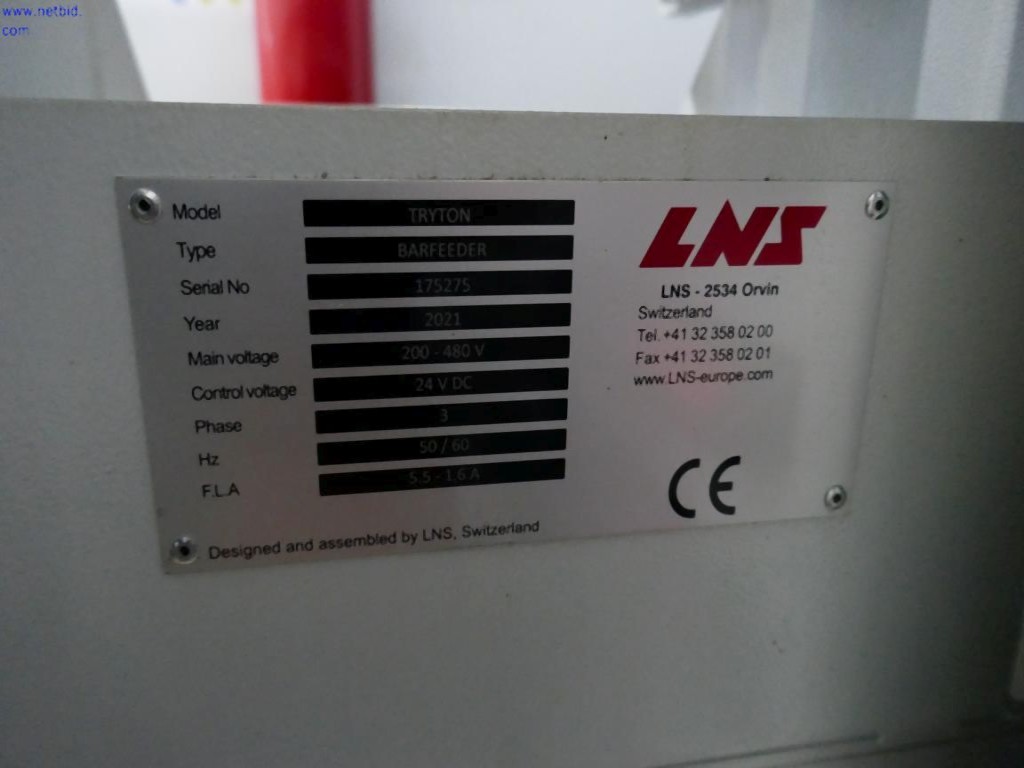 www.netbid.
com
Model TRYTON
Type BARFEEDER
Serial No 175275
Year 2021
Main voltage 200 - 480 V
Control voltage 24 V DC
Phase 3
Hz 50 / 60
F.L.A 5.5 - 1.6 A
Designed and assembled by LNS, Switzerland
LNS
LNS - 2534 Orvin
Switzerland
Tel. +41 32 358 02 00
Fax +41 32 358 02 01
www.LNS-europe.com
CE